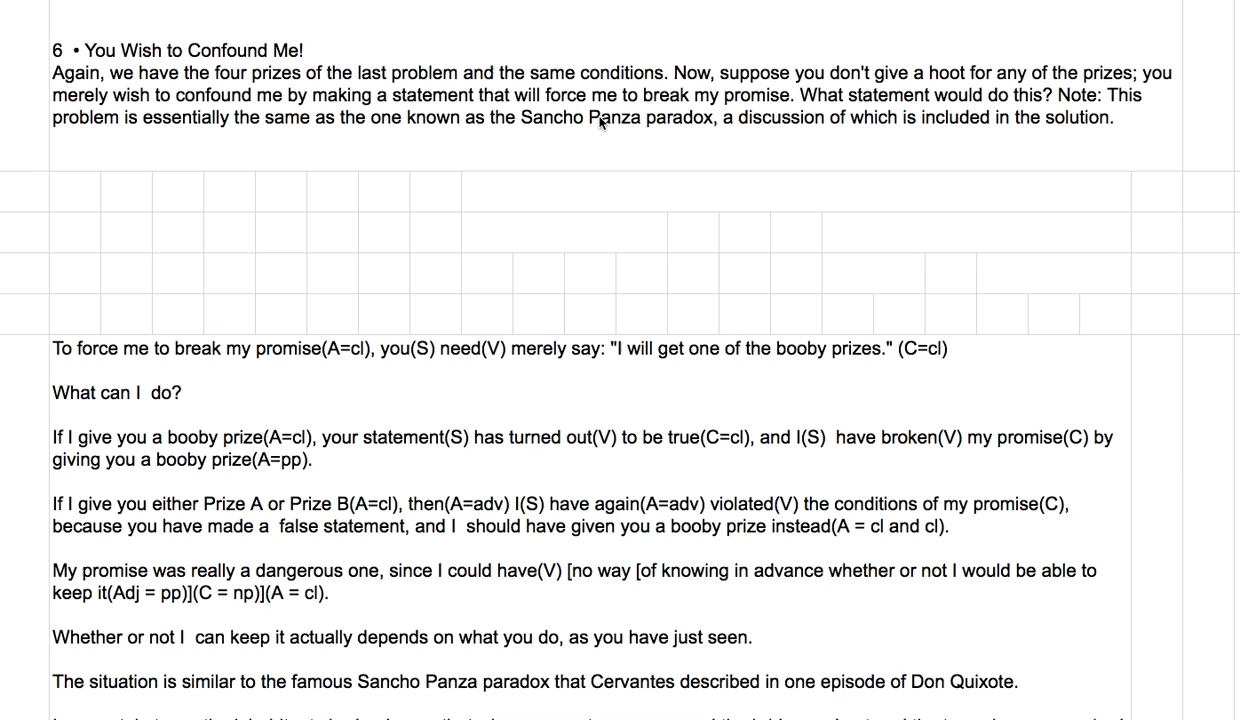 6 • You Wish to Confound Me!
Again, we have the four prizes of the last problem and the same conditions. Now, suppose you don't give a hoot for any of the prizes; you
merely wish to confound me by making a statement that will force me to break my promise. What statement would do this? Note: This
problem is essentially the same as the one known as the Sancho Panza paradox, a discussion of which is included in the solution.
To force me to break my promise(A=cl), you(S) need(V) merely say: "I will get one of the booby prizes." (C=cl)
What can I  do?
If I give you a booby prize(A=cl), your statement(S) has turned out(V) to be true(C=cl), and I(S)  have broken(V) my promise(C) by
giving you a booby prize(A=pp).
If I give you either Prize A or Prize B(A=cl), then(A=adv) I(S) have again(A=adv) violated(V) the conditions of my promise(C),
because you have made a  false statement, and I  should have given you a booby prize instead(A = cl and cl).
My promise was really a dangerous one, since I could have(V) [no way [of knowing in advance whether or not I would be able to
keep it(Adj = pp)](C = np)](A = cl).
Whether or not I  can keep it actually depends on what you do, as you have just seen.
The situation is similar to the famous Sancho Panza paradox that Cervantes described in one episode of Don Quixote.